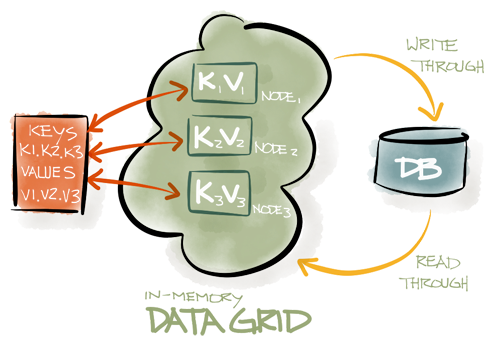 KEYS
K1.K2.K3
VALUES
V1.V2.V3
K1V1
NODE1
K2V2
NODE2
K3V3
NODE3
WRITE
THROUGH
DB
READ
THROUGH
IN-MEMORY
DATA GRID